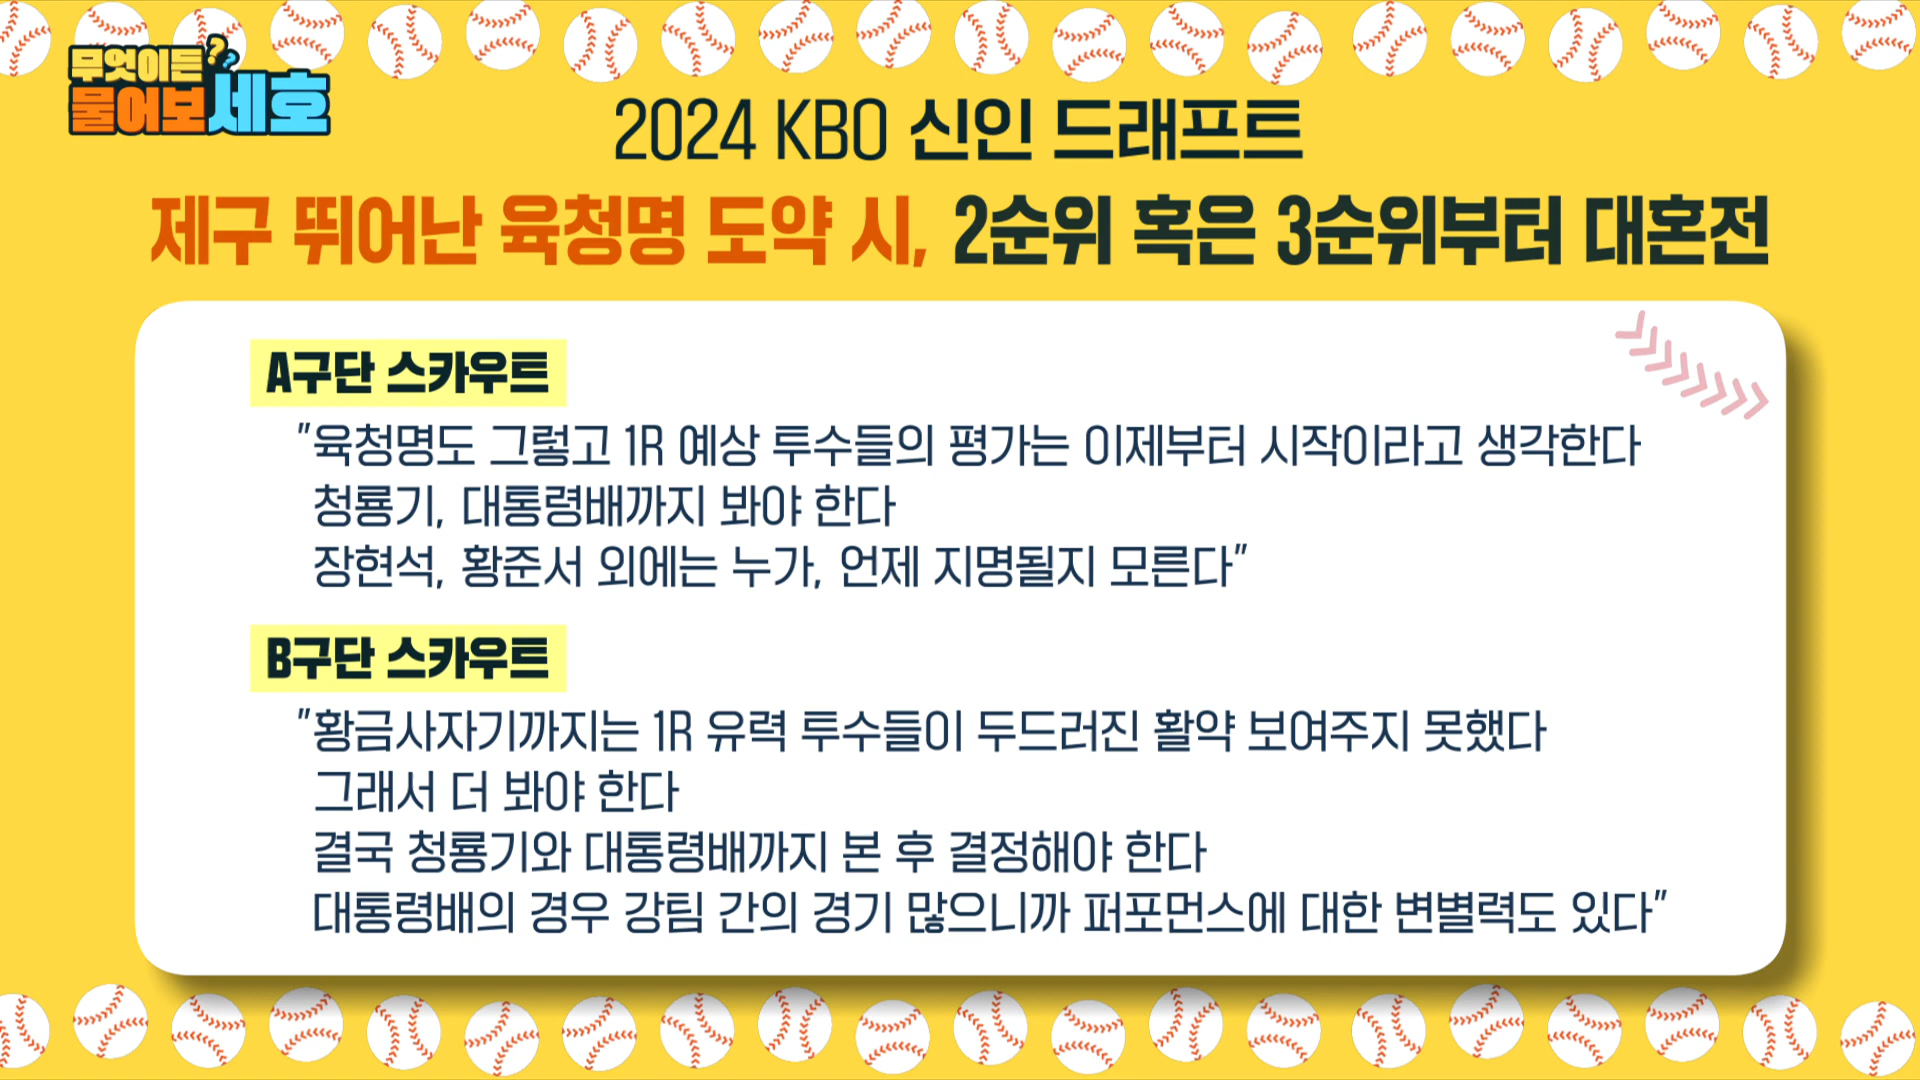 무엇이든??
물어보세호
2024 KBO 신인 드래프트
제구 뛰어난 육청명 도약 시, 2순위 혹은 3순위부터 대혼전
A구단 스카우트
"육청명도 그렇고 1R 예상 투수들의 평가는 이제부터 시작이라고 생각한다
청룡기, 대통령배까지 봐야 한다
장현석, 황준서 외에는 누가, 언제 지명될지 모른다"
B구단 스카우트
"황금사자기까지는 1R 유력 투수들이 두드러진 활약 보여주지 못했다
그래서 더 봐야 한다
결국 청룡기와 대통령배까지 본 후 결정해야 한다
대통령배의 경우 강팀 간의 경기 많으니까 퍼포먼스에 대한 변별력도 있다"